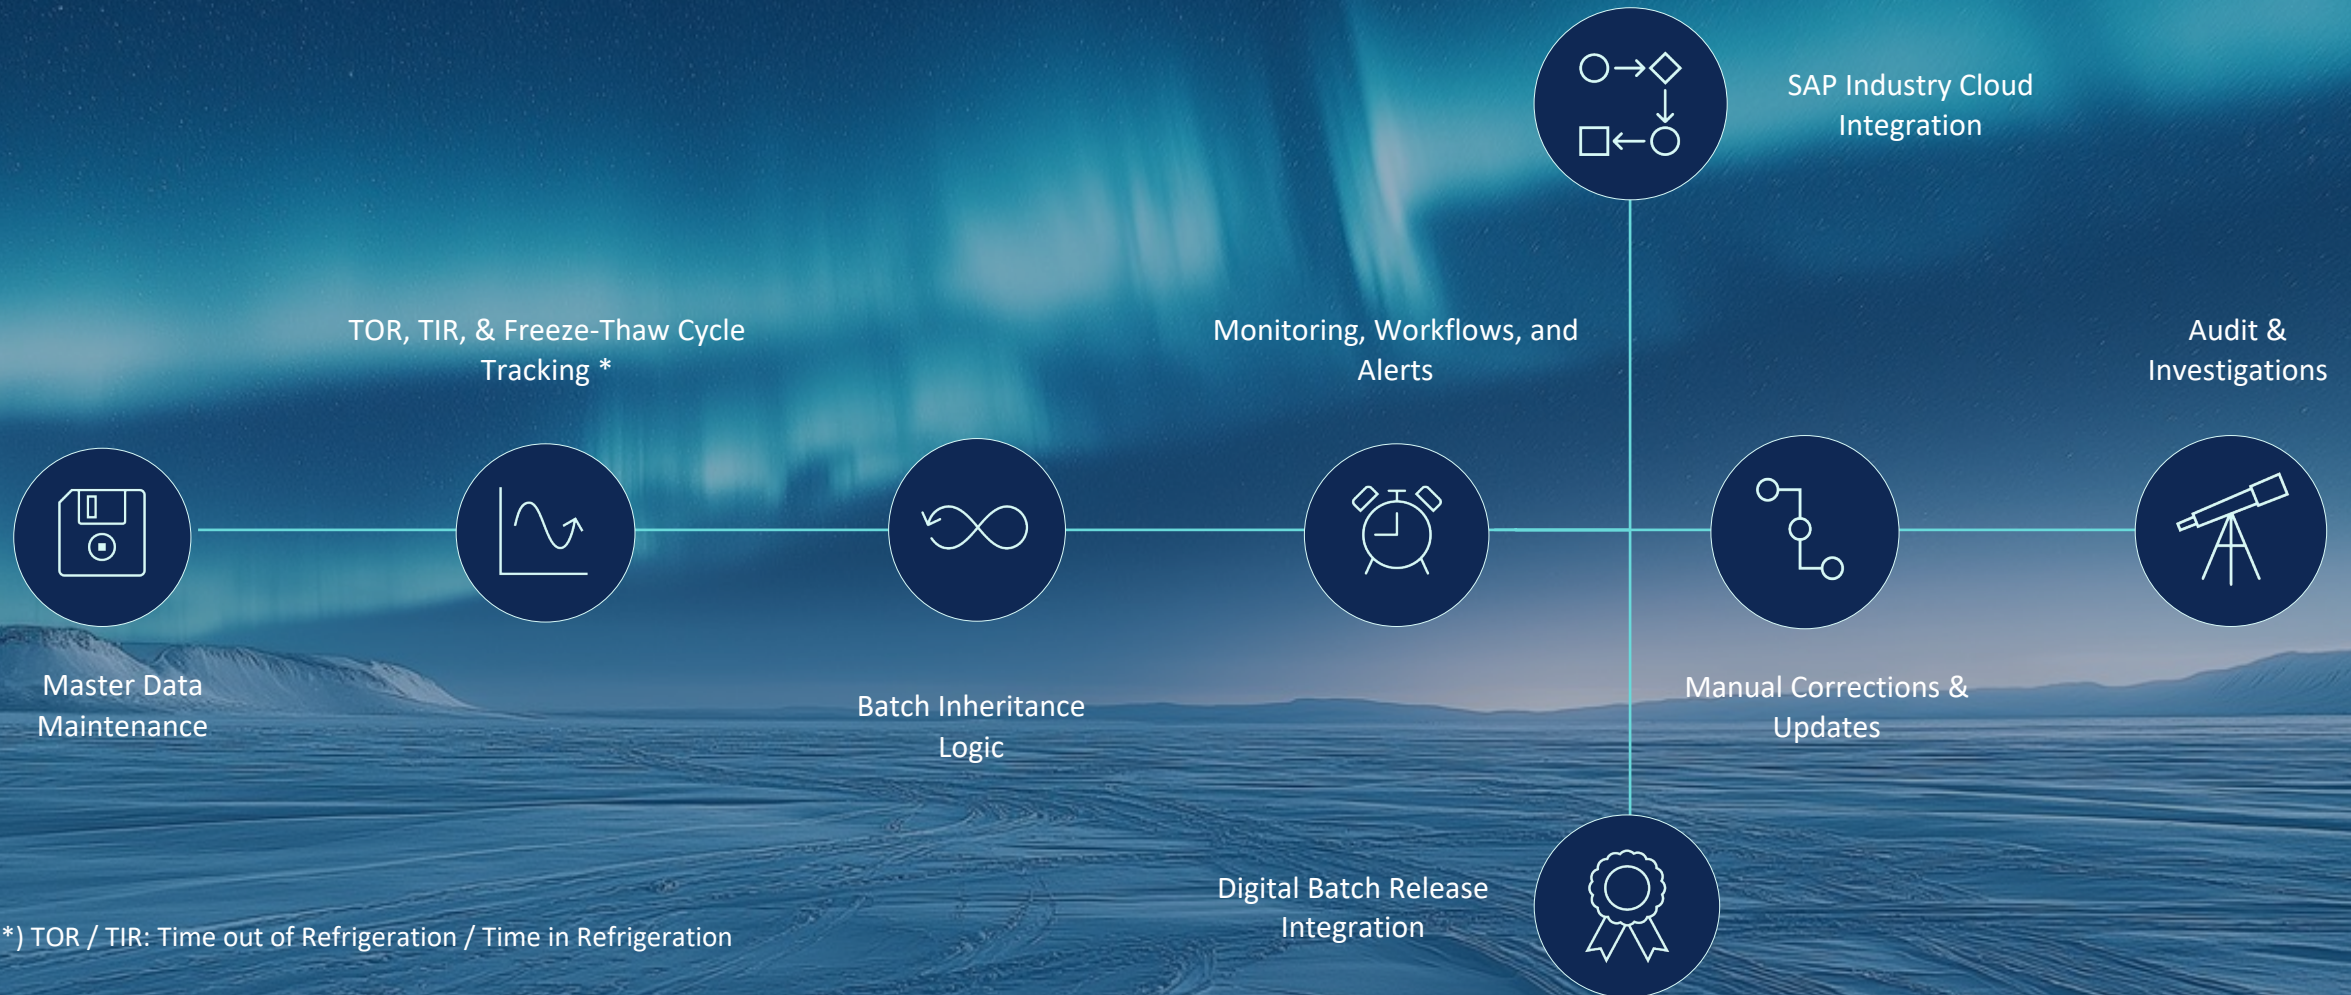 SAP Industry Cloud
Integration
TOR, TIR, & Freeze-Thaw Cycle
Tracking *
Monitoring, Workflows, and
Alerts
Audit &
Investigations
Master Data
Maintenance
Batch Inheritance
Logic
Manual Corrections &
Updates
Digital Batch Release
Integration
*) TOR / TIR: Time out of Refrigeration / Time in Refrigeration